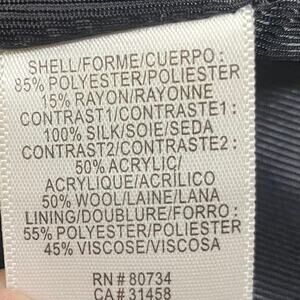 SHELL/FORME/CUERPO:
85% POLYESTER/POLIESTER
15% RAYON/RAYONNE
CONTRAST1/CONTRASTE1:
100% SILK/SOIE/SEDA
CONTRAST2/CONTRASTE2:
50% ACRYLIC/
ACRYLIQUE/ACRÍLICO
50% WOOL/LAINE/LANA
LINING/DOUBLURE/FORRO:
55% POLYESTER/POLIESTER
45% VISCOSE/VISCOSA
RN # 80734
CA # 31458